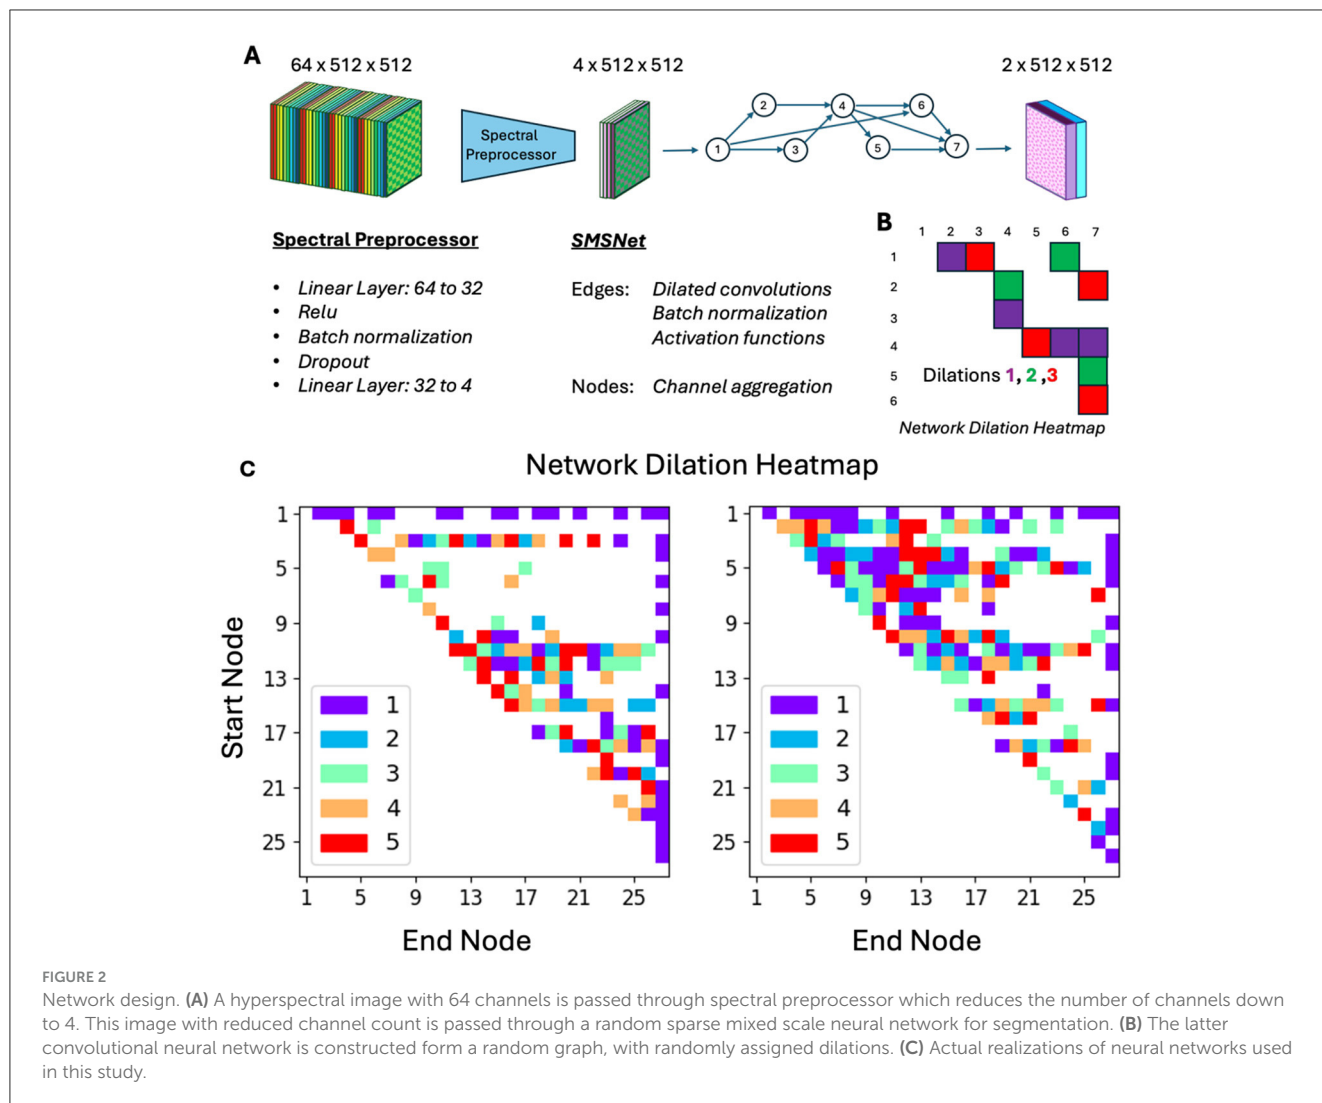 A
64 x 512 x 512
4 x 512 x 512
2 x 512 x 512
Spectral
Preprocessor
1
2
3
4
5
6
7
Spectral Preprocessor
• Linear Layer: 64 to 32
• Relu
• Batch normalization
• Dropout
• Linear Layer: 32 to 4
SMSNet
Edges: Dilated convolutions
Batch normalization
Activation functions
Nodes: Channel aggregation
B
1 2 3 4 5 6 7
1
2
3
4
5
6
Dilations 1, 2 ,3
Network Dilation Heatmap
C
Network Dilation Heatmap
Start Node
1
5
9
13
17
21
25
1
2
3
4
5
1 5 9 13 17 21 25
End Node
1
5
9
13
17
21
25
1
2
3
4
5
1 5 9 13 17 21 25
End Node
FIGURE 2
Network design. (A) A hyperspectral image with 64 channels is passed through spectral preprocessor which reduces the number of channels down
to 4. This image with reduced channel count is passed through a random sparse mixed scale neural network for segmentation. (B) The latter
convolutional neural network is constructed form a random graph, with randomly assigned dilations. (C) Actual realizations of neural networks used
in this study.